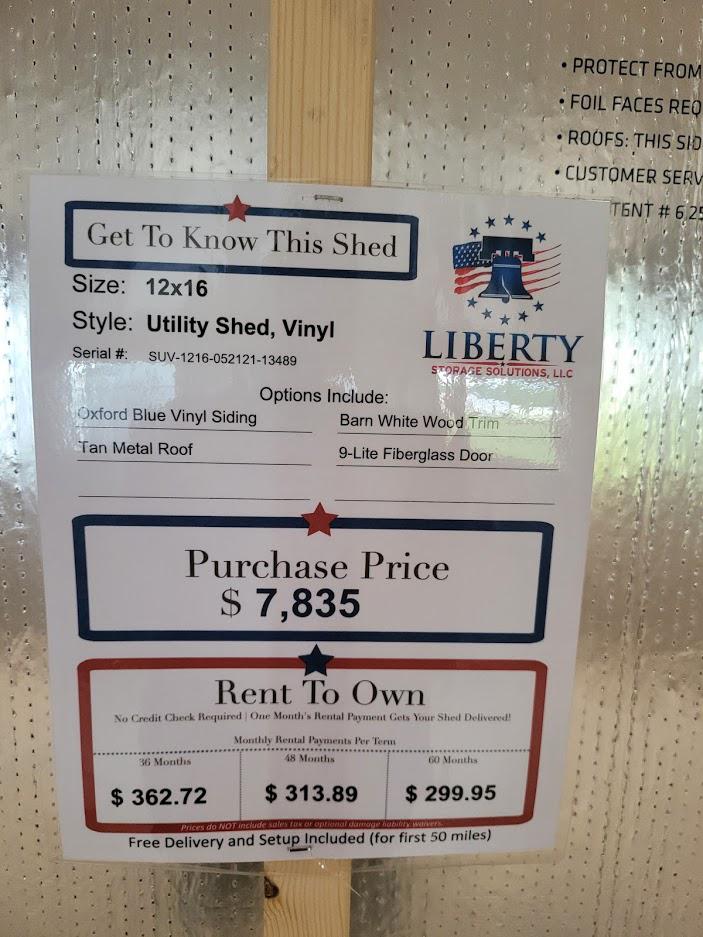 • PROTECT FROM
• FOIL FACES REQ
• ROOFS: THIS SID
• CUSTOMER SERV
TENT # 6,25
Get To Know This Shed
Size: 12x16
Style: Utility Shed, Vinyl
Serial #: SUV-1216-052121-13489
LIBERTY
STORAGE SOLUTIONS, LLC
Options Include:
Oxford Blue Vinyl Siding Barn White Wood Trim
Tan Metal Roof 9-Lite Fiberglass Door
Purchase Price
$ 7,835
Rent To Own
No Credit Check Required | One Month's Rental Payment Gets Your Shed Delivered!
Monthly Rental Payments Per Term
36 Months 48 Months 60 Months
$ 362.72 $ 313.89 $ 299.95
Prices do NOT include sales tax or optional damage liability waivers.
Free Delivery and Setup Included (for first 50 miles)